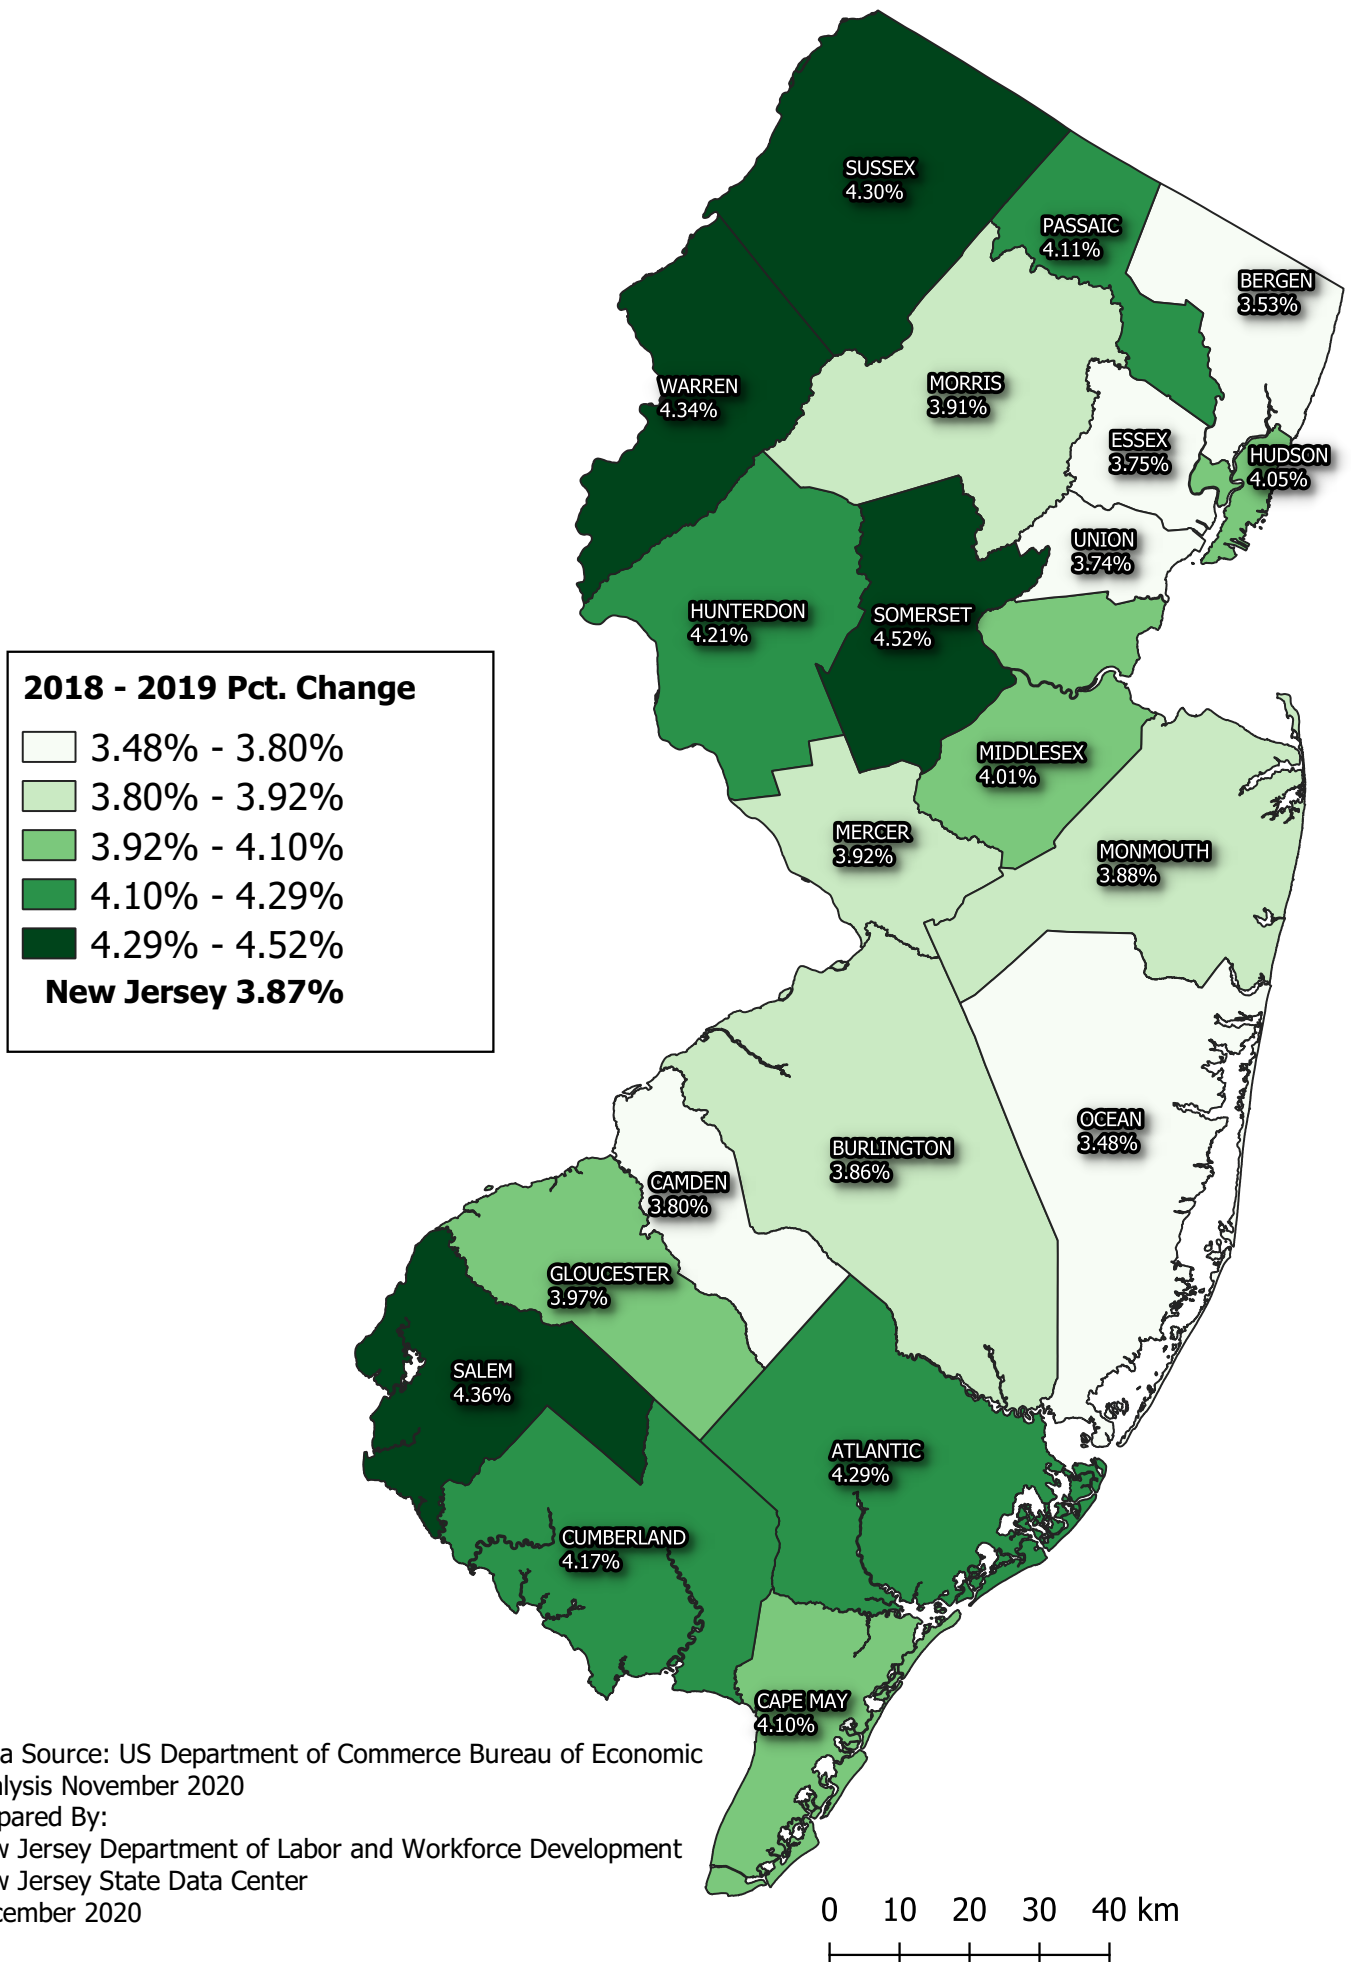 SUSSEX
4.30%
PASSAIC
4.11%
BERGEN
3.53%
WARREN
4.34%
MORRIS
3.91%
ESSEX
3.75%
HUDSON
4.05%
UNION
3.74%
HUNTERDON
4.21%
SOMERSET
4.52%
2018 - 2019 Pct. Change
3.48% - 3.80%
3.80% - 3.92%
3.92% - 4.10%
4.10% - 4.29%
4.29% - 4.52%
New Jersey 3.87%
MIDDLESEX
4.01%
MERCER
3.92%
MONMOUTH
3.88%
OCEAN
3.48%
BURLINGTON
3.86%
CAMDEN
3.80%
GLOUCESTER
3.97%
SALEM
4.36%
ATLANTIC
4.29%
CUMBERLAND
4.17%
CAPE MAY
4.10%
a Source: US Department of Commerce Bureau of Economic
alysis November 2020
pared By:
w Jersey Department of Labor and Workforce Development
w Jersey State Data Center
cember 2020
0 10 20 30 40 km